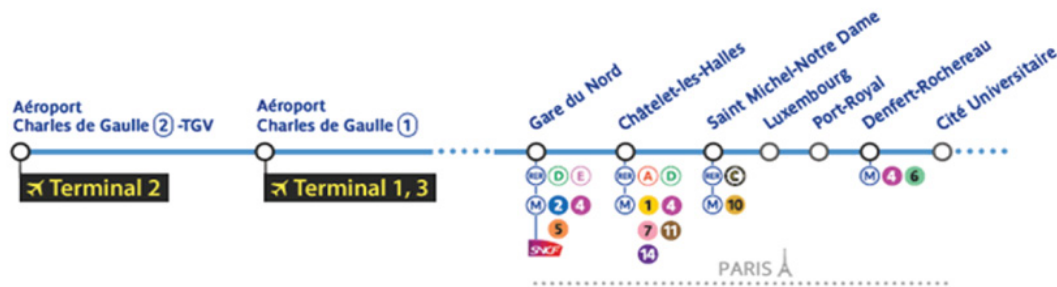 Aéroport
Charles de Gaulle 2 -TGV
Terminal 2
Aéroport
Charles de Gaulle 1
Terminal 1, 3
Gare du Nord
RER D E
M 2 4
5
SNCF
Châtelet-les-Halles
RER A D
M 1 4
7 11
14
Saint Michel-Notre Dame
RER C
M 10
Luxembourg
Port-Royal
Denfert-Rochereau
M 4 6
Cité Universitaire
PARIS